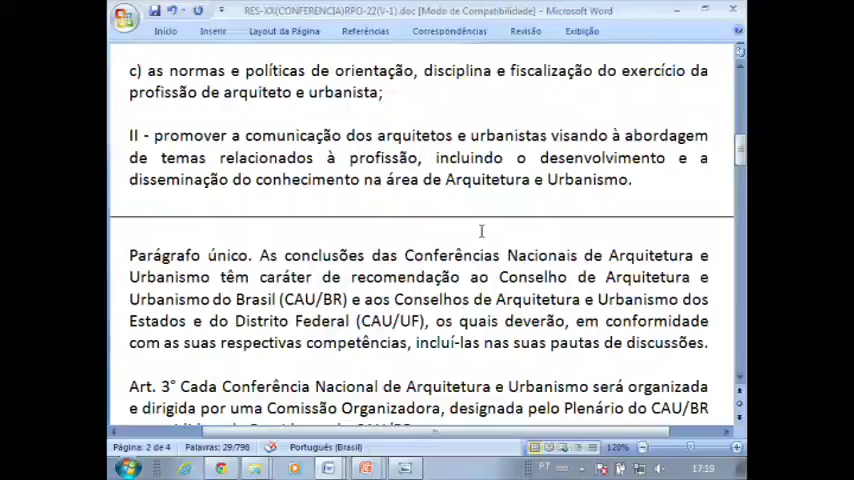 RES-XX(CONFERENCIA)RPO-22(V-1).doc [Modo de Compatibilidade] - Microsoft Word
Início Inserir Layout da Página Referências Correspondências Revisão Exibição
c) as normas e políticas de orientação, disciplina e fiscalização do exercício da
profissão de arquiteto e urbanista;
II - promover a comunicação dos arquitetos e urbanistas visando à abordagem
de temas relacionados à profissão, incluindo o desenvolvimento e a
disseminação do conhecimento na área de Arquitetura e Urbanismo.
Parágrafo único. As conclusões das Conferências Nacionais de Arquitetura e
Urbanismo têm caráter de recomendação ao Conselho de Arquitetura e
Urbanismo do Brasil (CAU/BR) e aos Conselhos de Arquitetura e Urbanismo dos
Estados e do Distrito Federal (CAU/UF), os quais deverão, em conformidade
com as suas respectivas competências, incluí-las nas suas pautas de discussões.
Art. 3° Cada Conferência Nacional de Arquitetura e Urbanismo será organizada
e dirigida por uma Comissão Organizadora, designada pelo Plenário do CAU/BR
Página: 2 de 4 Palavras: 29/798 Português (Brasil) 120%
PT 17:19